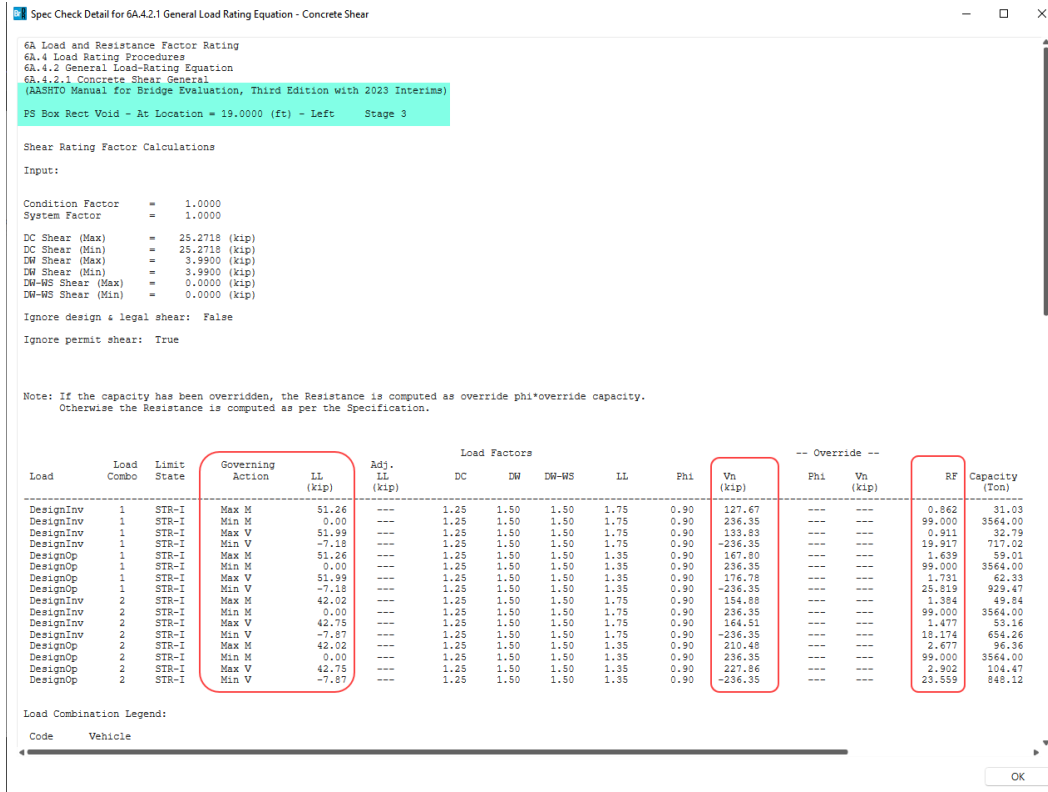 Br Spec Check Detail for 6A.4.2.1 General Load Rating Equation - Concrete Shear
6A Load and Resistance Factor Rating
6A.4 Load Rating Procedures
6A.4.2 General Load-Rating Equation
6A.4.2.1 Concrete Shear General
(AASHTO Manual for Bridge Evaluation, Third Edition with 2023 Interims)
PS Box Rect Void - At Location = 19.0000 (ft) - Left Stage 3
Shear Rating Factor Calculations
Input:
Condition Factor = 1.0000
System Factor = 1.0000
DC Shear (Max) = 25.2718 (kip)
DC Shear (Min) = 25.2718 (kip)
DW Shear (Max) = 3.9900 (kip)
DW Shear (Min) = 3.9900 (kip)
DW-WS Shear (Max) = 0.0000 (kip)
DW-WS Shear (Min) = 0.0000 (kip)
Ignore design & legal shear: False
Ignore permit shear: True
Note: If the capacity has been overridden, the Resistance is computed as override phi*override capacity.
Otherwise the Resistance is computed as per the Specification.
Load Factors -- Override --
Load Limit Governing Adj.
Load Combo State Action LL LL DC DW DW-WS LL Phi Vn Phi Vn RF Capacity
(kip) (kip) (kip) (kip) (Ton)
DesignInv 1 STR-I Max M 51.26 --- 1.25 1.50 1.50 1.75 0.90 127.67 --- --- 0.862 31.03
DesignInv 1 STR-I Min M 0.00 --- 1.25 1.50 1.50 1.75 0.90 236.35 --- --- 99.000 3564.00
DesignInv 1 STR-I Max V 51.99 --- 1.25 1.50 1.50 1.75 0.90 133.83 --- --- 0.911 32.79
DesignInv 1 STR-I Min V -7.18 --- 1.25 1.50 1.50 1.75 0.90 -236.35 --- --- 19.917 717.02
DesignOp 1 STR-I Max M 51.26 --- 1.25 1.50 1.50 1.35 0.90 167.80 --- --- 1.639 59.01
DesignOp 1 STR-I Min M 0.00 --- 1.25 1.50 1.50 1.35 0.90 236.35 --- --- 99.000 3564.00
DesignOp 1 STR-I Max V 51.99 --- 1.25 1.50 1.50 1.35 0.90 176.78 --- --- 1.731 62.33
DesignOp 1 STR-I Min V -7.18 --- 1.25 1.50 1.50 1.35 0.90 -236.35 --- --- 25.819 929.47
DesignInv 2 STR-I Max M 42.02 --- 1.25 1.50 1.50 1.75 0.90 154.88 --- --- 1.384 49.84
DesignInv 2 STR-I Min M 0.00 --- 1.25 1.50 1.50 1.75 0.90 236.35 --- --- 99.000 3564.00
DesignInv 2 STR-I Max V 42.75 --- 1.25 1.50 1.50 1.75 0.90 164.51 --- --- 1.477 53.16
DesignInv 2 STR-I Min V -7.87 --- 1.25 1.50 1.50 1.75 0.90 -236.35 --- --- 18.174 654.26
DesignOp 2 STR-I Max M 42.02 --- 1.25 1.50 1.50 1.35 0.90 210.48 --- --- 2.677 96.36
DesignOp 2 STR-I Min M 0.00 --- 1.25 1.50 1.50 1.35 0.90 236.35 --- --- 99.000 3564.00
DesignOp 2 STR-I Max V 42.75 --- 1.25 1.50 1.50 1.35 0.90 227.86 --- --- 2.902 104.47
DesignOp 2 STR-I Min V -7.87 --- 1.25 1.50 1.50 1.35 0.90 -236.35 --- --- 23.559 848.12
Load Combination Legend:
Code Vehicle
OK